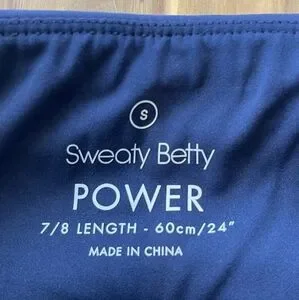 S
Sweaty Betty
POWER
7/8 LENGTH - 60cm/24"
MADE IN CHINA